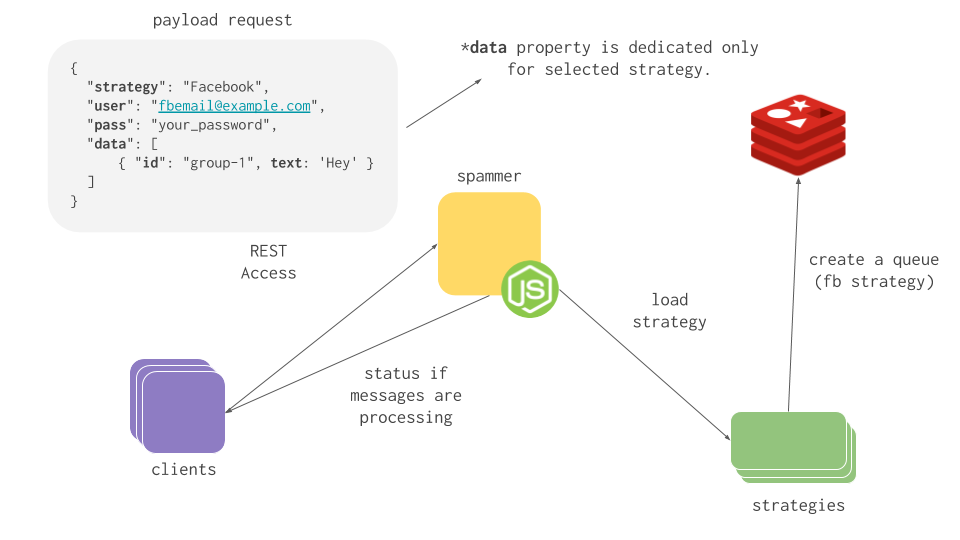 payload request
{
"strategy": "Facebook",
"user": "fbemail@example.com",
"pass": "your_password",
"data": [
{ "id": "group-1", text: 'Hey' }
]
}
*data property is dedicated only
for selected strategy.
spammer
JS
REST
Access
create a queue
(fb strategy)
load
strategy
status if
messages are
processing
clients
strategies